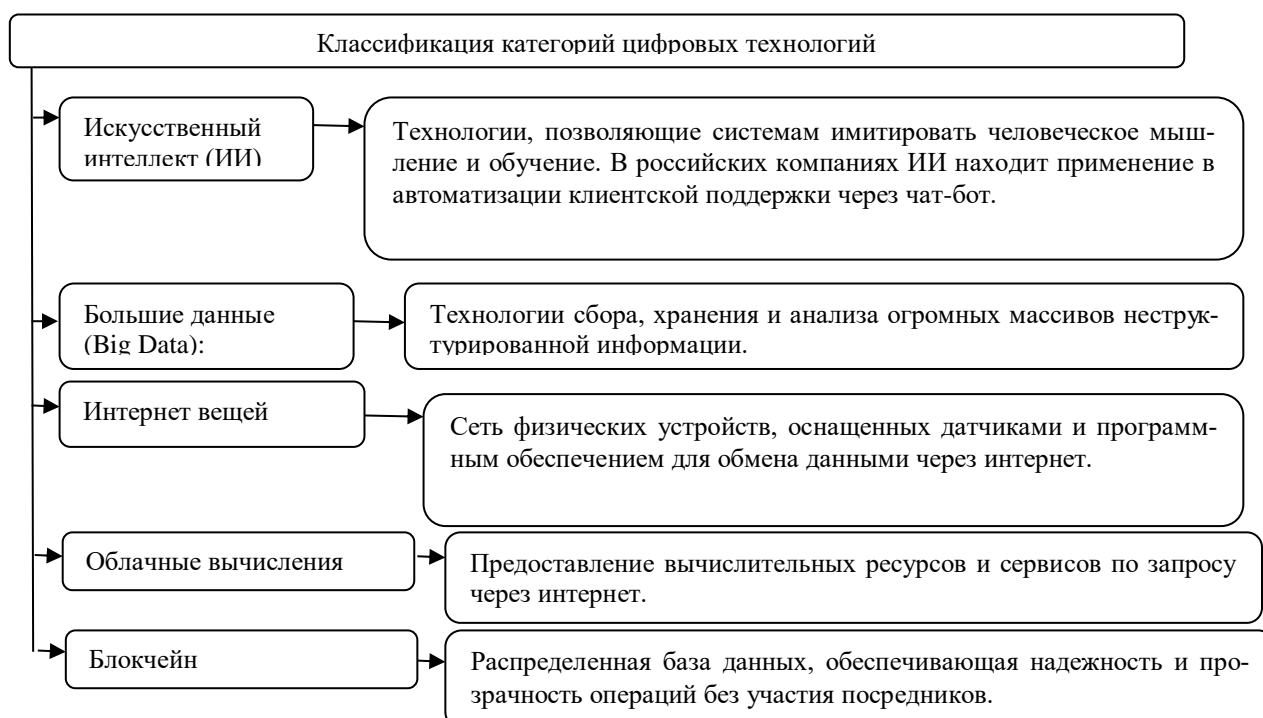 Классификация категорий цифровых технологий
Искусственный
интеллект (ИИ)
Технологии, позволяющие системам имитировать человеческое мыш-
ление и обучение. В российских компаниях ИИ находит применение в
автоматизации клиентской поддержки через чат-бот.
Большие данные
(Big Data):
Технологии сбора, хранения и анализа огромных массивов неструк-
турированной информации.
Интернет вещей
Сеть физических устройств, оснащенных датчиками и программ-
ным обеспечением для обмена данными через интернет.
Облачные вычисления
Предоставление вычислительных ресурсов и сервисов по запросу
через интернет.
Блокчейн
Распределенная база данных, обеспечивающая надежность и про-
зрачность операций без участия посредников.